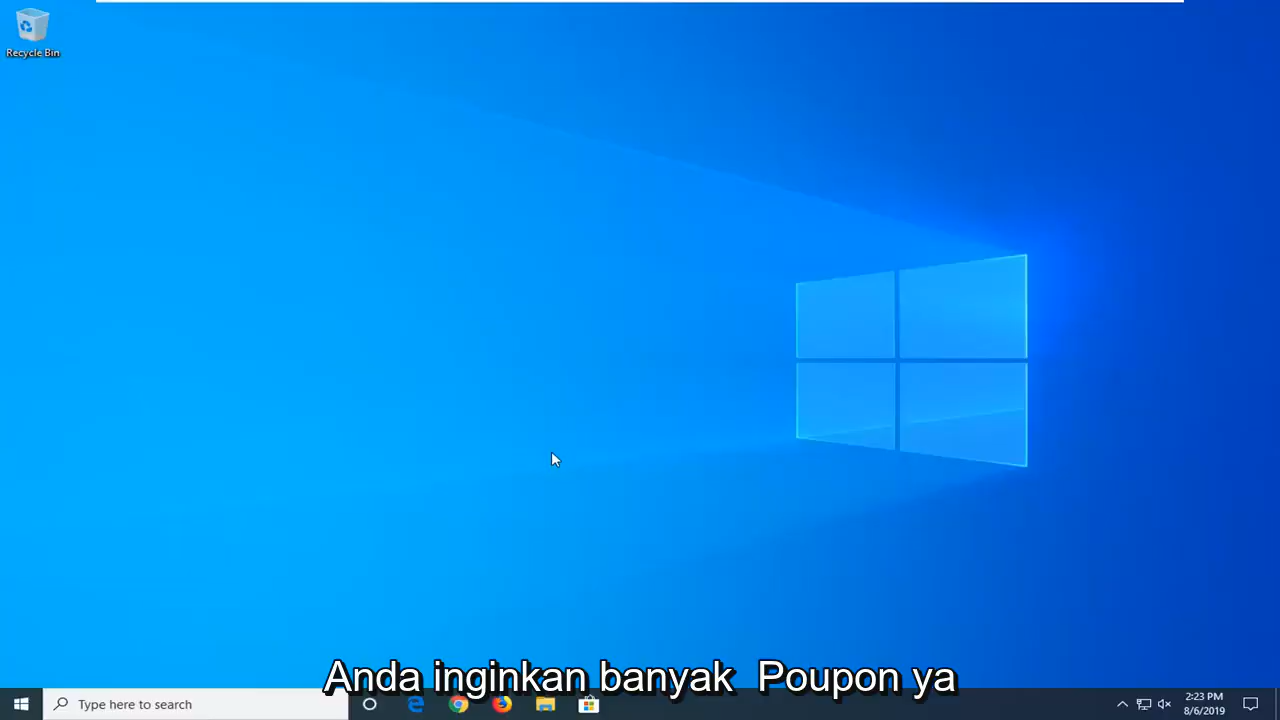 Recycle Bin
Anda inginkan banyak  Poupon ya
Type here to search
2:23 PM
8/6/2019